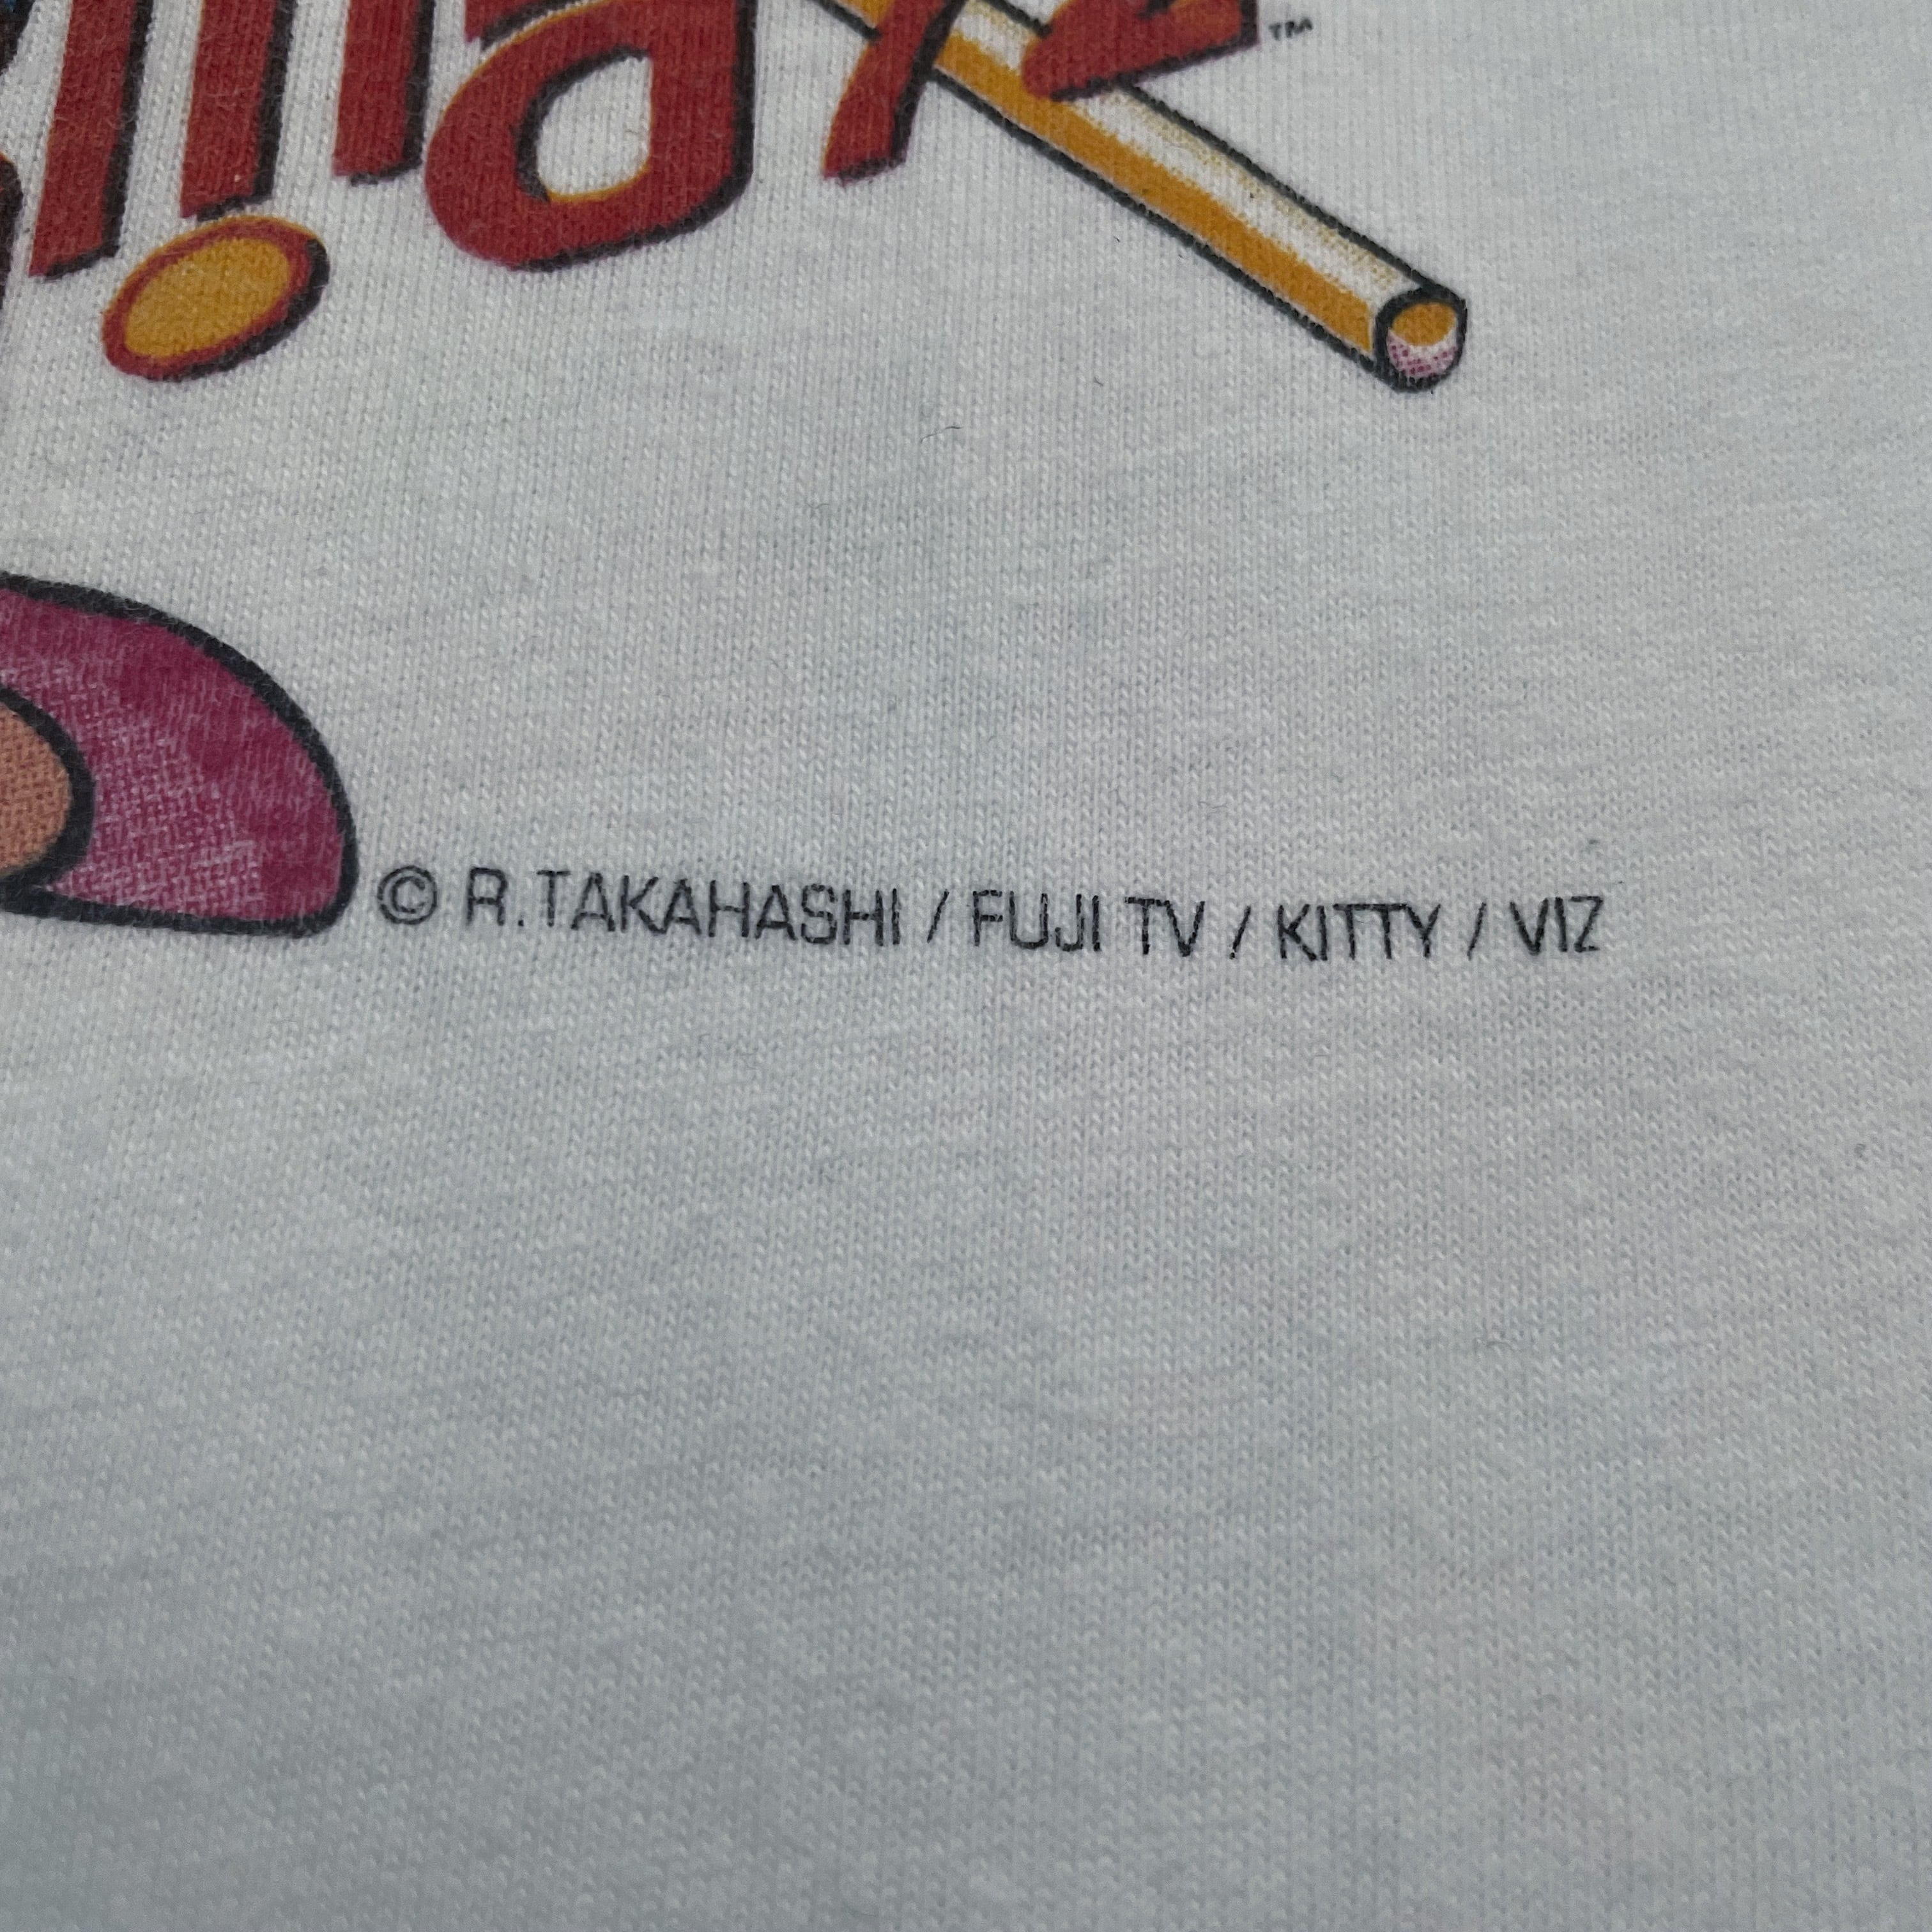 ™
© R.TAKAHASHI / FUJI TV / KITTY / VIZ